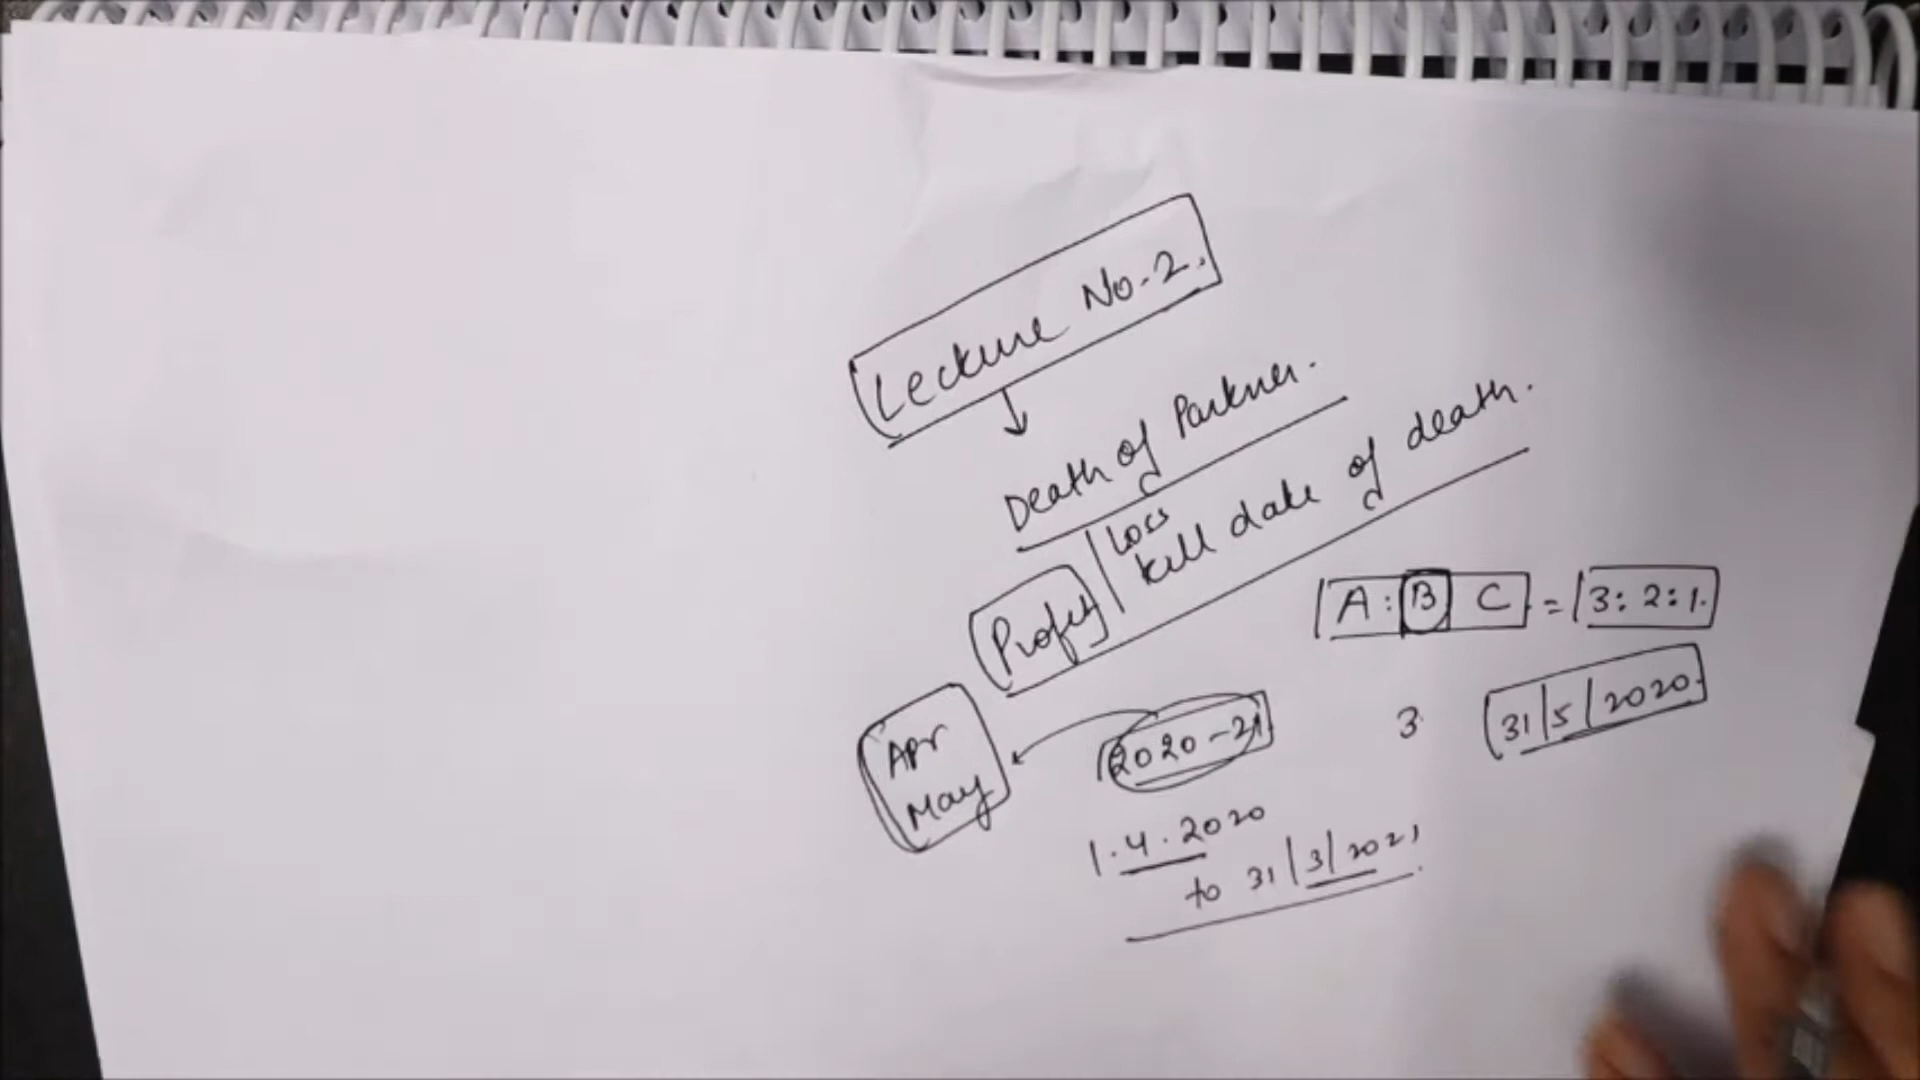 Lecture No-2.
Death of Partner.
Profit/Loss till date of death.
A : B C = 3:2:1.
Apr
May
2020-21
3
31/5/2020.
1.4.2020
to 31/3/2021